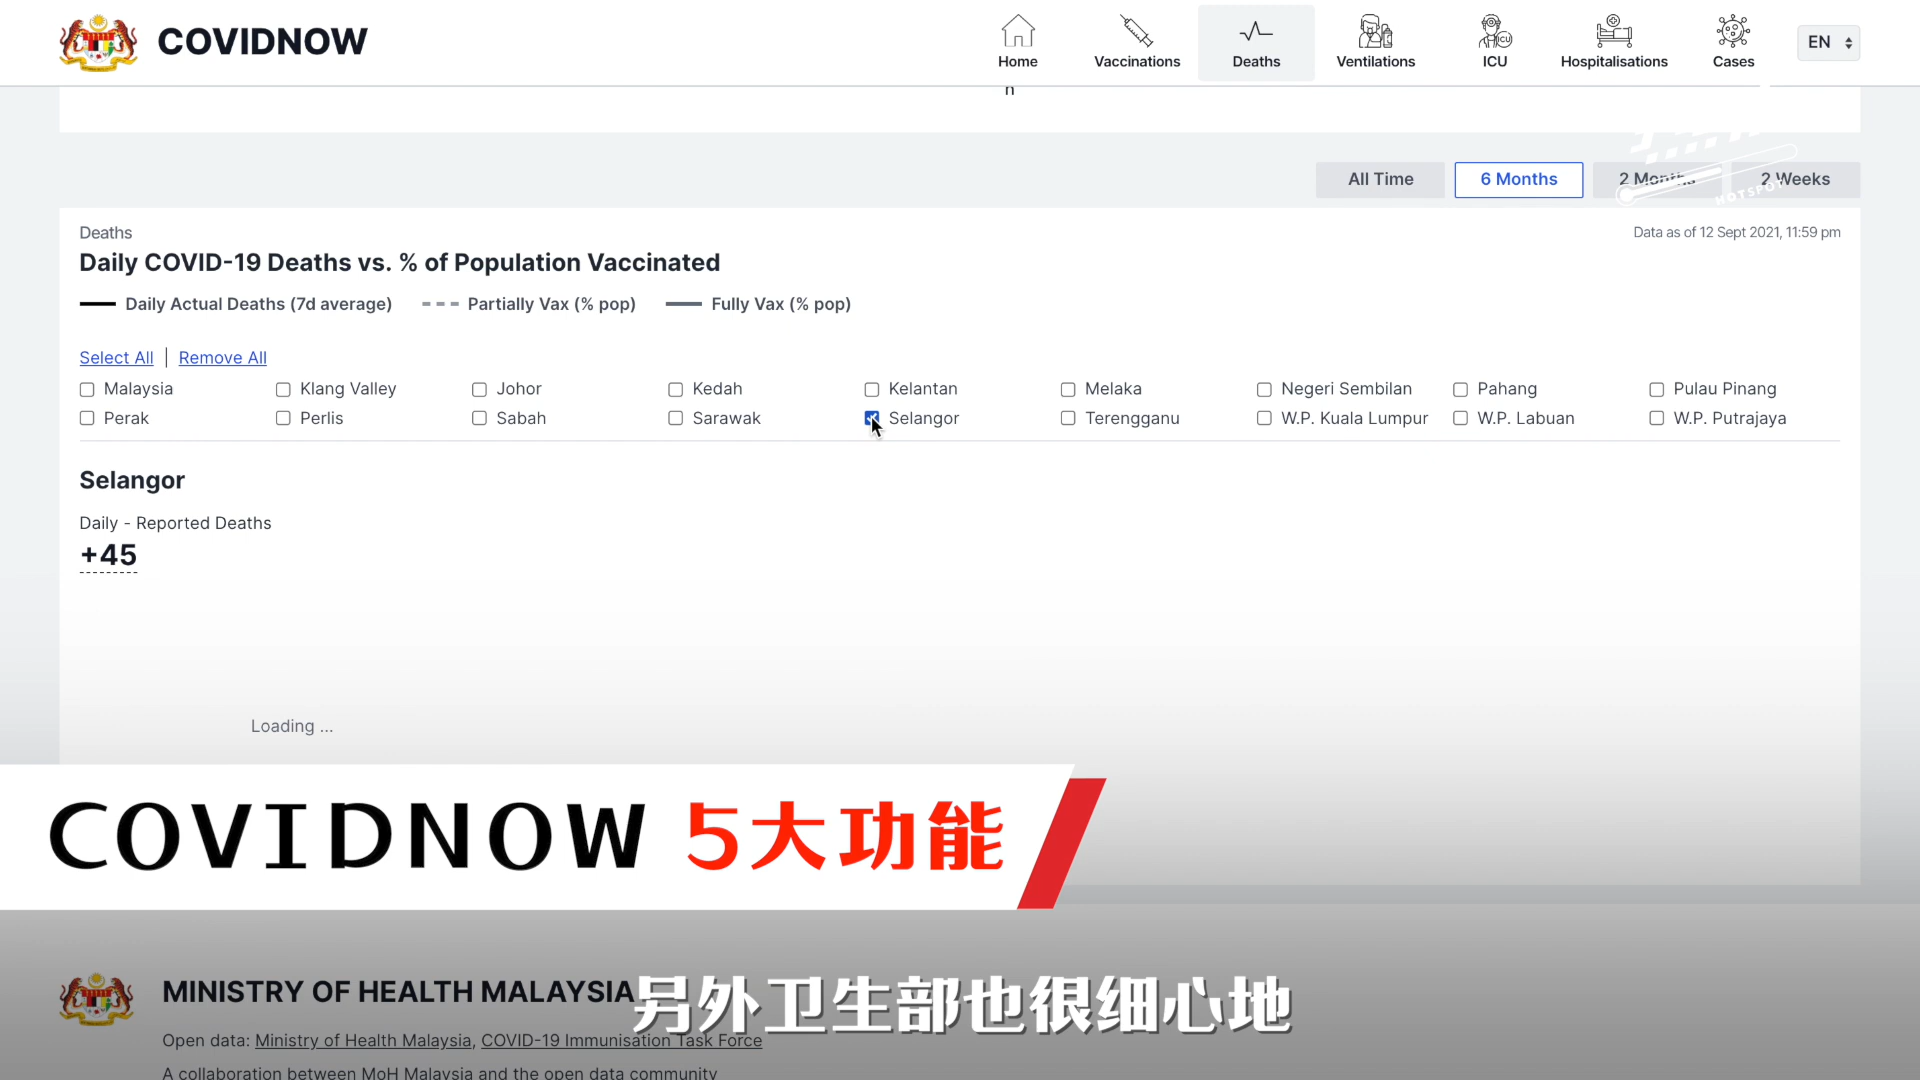 COVIDNOW
Home
Vaccinations
Deaths
Ventilations
ICU
Hospitalisations
Cases
EN
n
All Time
6 Months
2 Months
2 Weeks
HOTSPOT
Deaths
Data as of 12 Sept 2021, 11:59 pm
Daily COVID-19 Deaths vs. % of Population Vaccinated
Daily Actual Deaths (7d average)
Partially Vax (% pop)
Fully Vax (% pop)
Select All | Remove All
Malaysia
Klang Valley
Johor
Kedah
Kelantan
Melaka
Negeri Sembilan
Pahang
Pulau Pinang
Perak
Perlis
Sabah
Sarawak
Selangor
Terengganu
W.P. Kuala Lumpur
W.P. Labuan
W.P. Putrajaya
Selangor
Daily - Reported Deaths
+45
Loading ...
COVIDNOW 5大功能
MINISTRY OF HEALTH MALAYSIA
另外卫生部也很细心地
Open data: Ministry of Health Malaysia, COVID-19 Immunisation Task Force
A collaboration between MoH Malaysia and the open data community